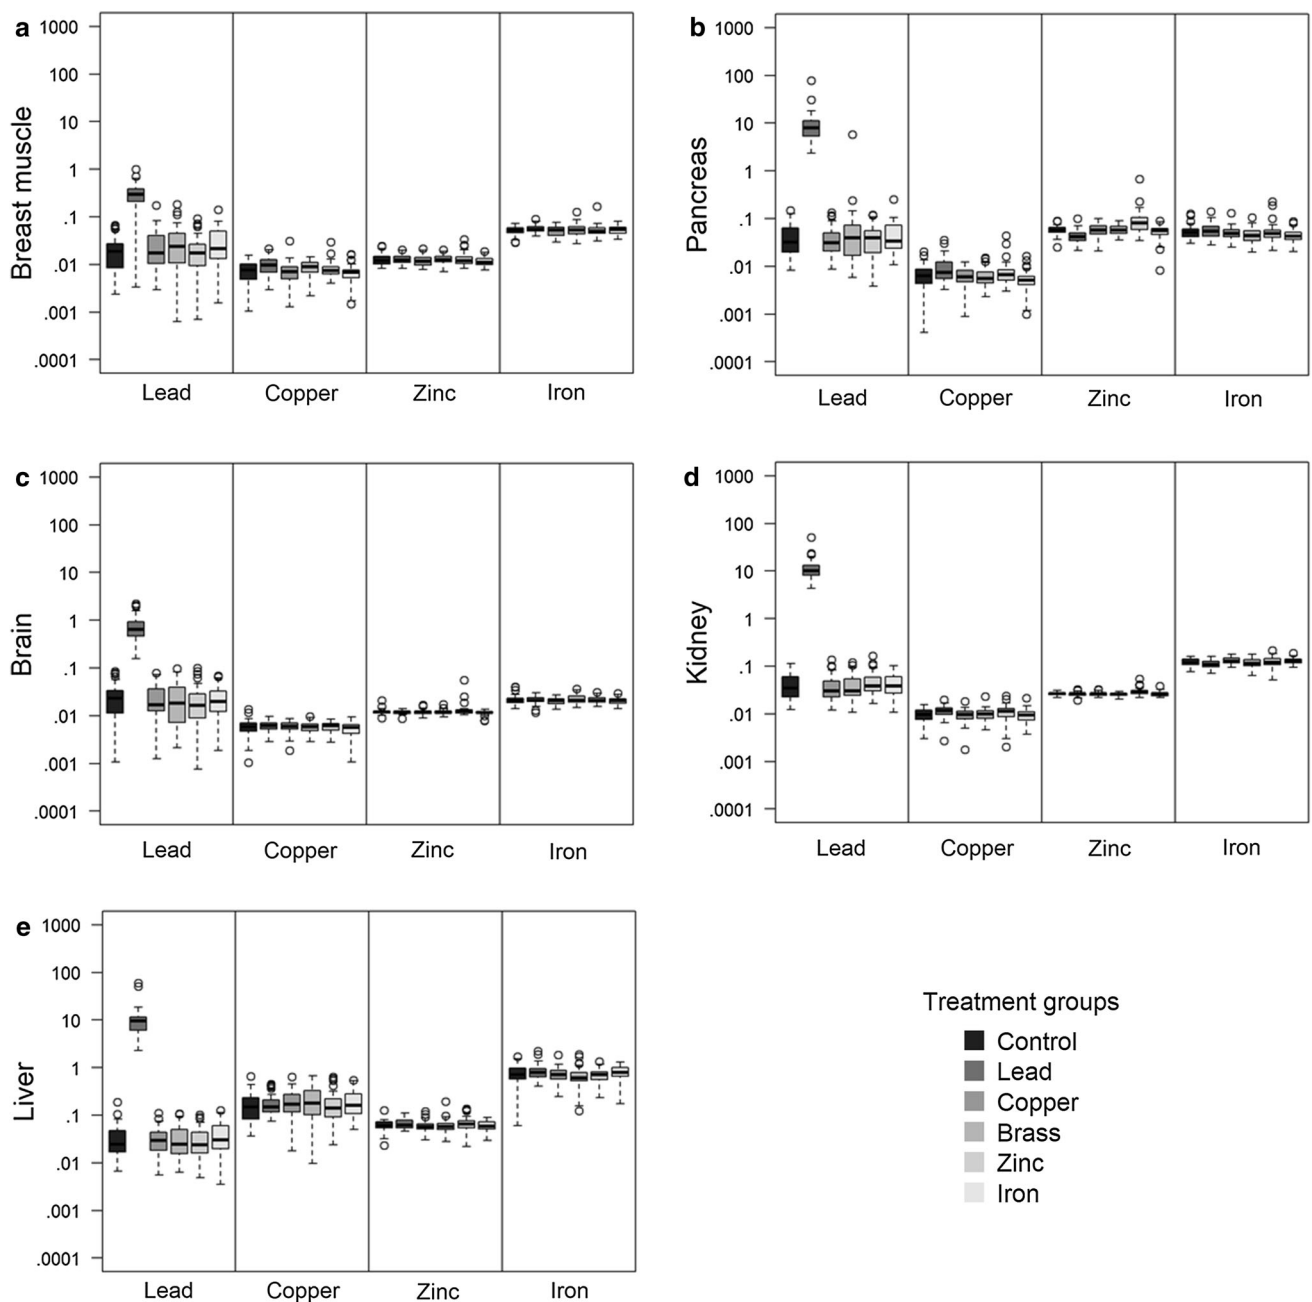 a
Breast muscle
1000
100
10
1
.1
.01
.001
.0001
Lead Copper Zinc Iron
b
Pancreas
1000
100
10
1
.1
.01
.001
.0001
Lead Copper Zinc Iron
c
Brain
1000
100
10
1
.1
.01
.001
.0001
Lead Copper Zinc Iron
d
Kidney
1000
100
10
1
.1
.01
.001
.0001
Lead Copper Zinc Iron
e
Liver
1000
100
10
1
.1
.01
.001
.0001
Lead Copper Zinc Iron
Treatment groups
Control
Lead
Copper
Brass
Zinc
Iron